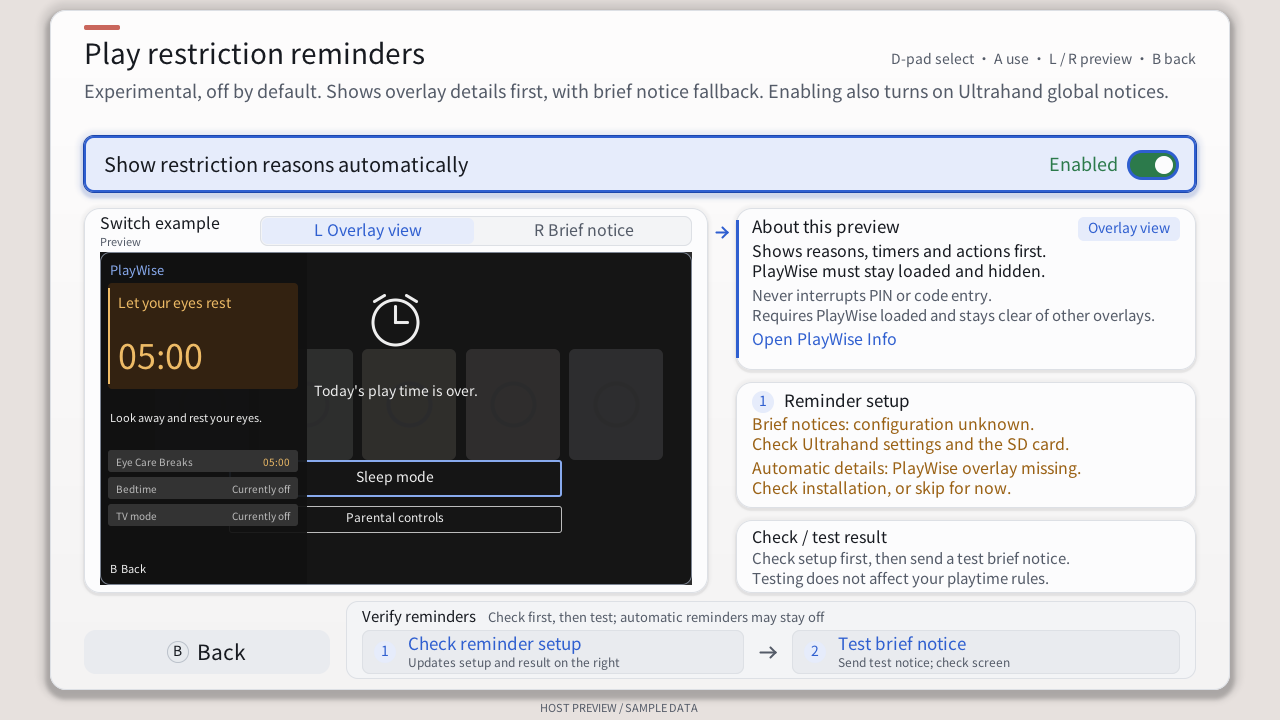 Play restriction reminders
D-pad select • A use • L / R preview • B back
Experimental, off by default. Shows overlay details first, with brief notice fallback. Enabling also turns on Ultrahand global notices.
Show restriction reasons automatically
Enabled
Switch example
Preview
L Overlay view
R Brief notice
PlayWise
Let your eyes rest
05:00
Look away and rest your eyes.
Eye Care Breaks 05:00
Bedtime Currently off
TV mode Currently off
B Back
Today's play time is over.
Sleep mode
Parental controls
About this preview
Overlay view
Shows reasons, timers and actions first.
PlayWise must stay loaded and hidden.
Never interrupts PIN or code entry.
Requires PlayWise loaded and stays clear of other overlays.
Open PlayWise Info
1 Reminder setup
Brief notices: configuration unknown.
Check Ultrahand settings and the SD card.
Automatic details: PlayWise overlay missing.
Check installation, or skip for now.
Check / test result
Check setup first, then send a test brief notice.
Testing does not affect your playtime rules.
B Back
Verify reminders Check first, then test; automatic reminders may stay off
1 Check reminder setup
Updates setup and result on the right
2 Test brief notice
Send test notice; check screen
HOST PREVIEW / SAMPLE DATA